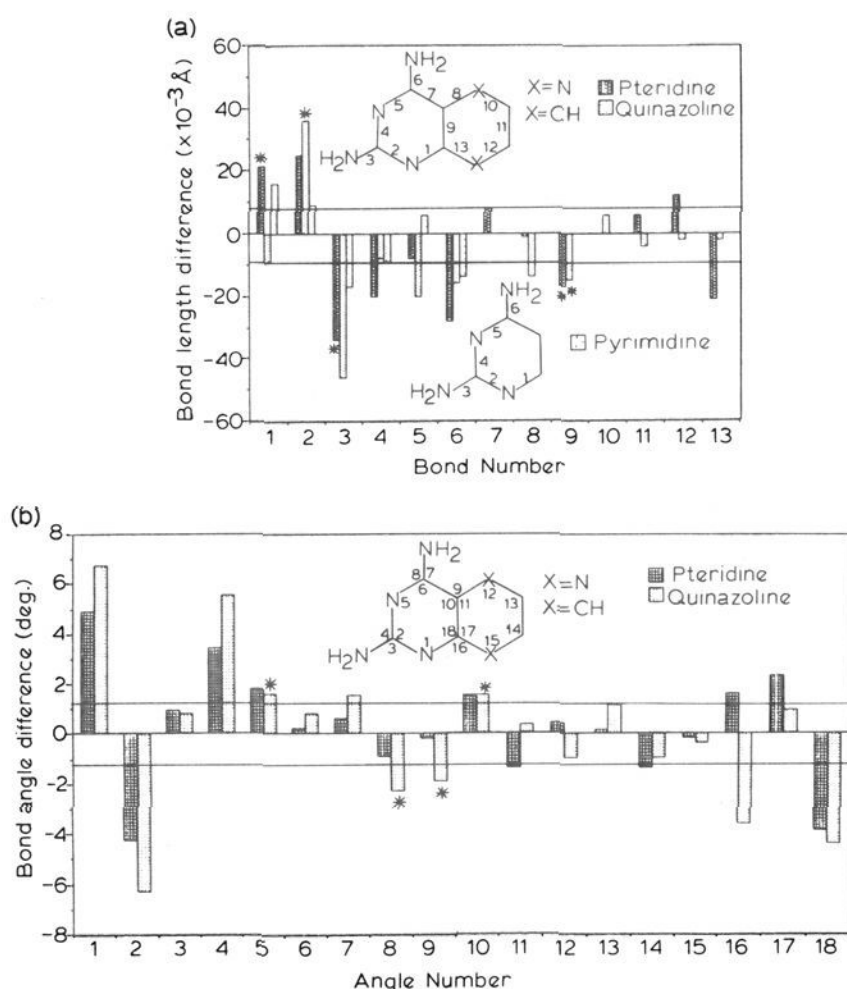 (a)
Bond length difference (×10⁻³Å)
60
40
20
0
-20
-40
-60
NH₂
6
5
7
8
X
10
N
4
9
11
H₂N
3
2
N
1
13
X
12
X=N
X=CH
Pteridine
Quinazoline
*
*
*
*
*
NH₂
6
5
N
4
H₂N
3
2
N
1
Pyrimidine
1 2 3 4 5 6 7 8 9 10 11 12 13
Bond Number
(b)
Bond angle difference (deg.)
8
6
4
2
0
-2
-4
-6
-8
NH₂
8
7
6
N
5
9
10
11
X
12
13
14
4
2
3
H₂N
1
N
18
17
16
15
X
X=N
X=CH
Pteridine
Quinazoline
*
*
*
*
1 2 3 4 5 6 7 8 9 10 11 12 13 14 15 16 17 18
Angle Number